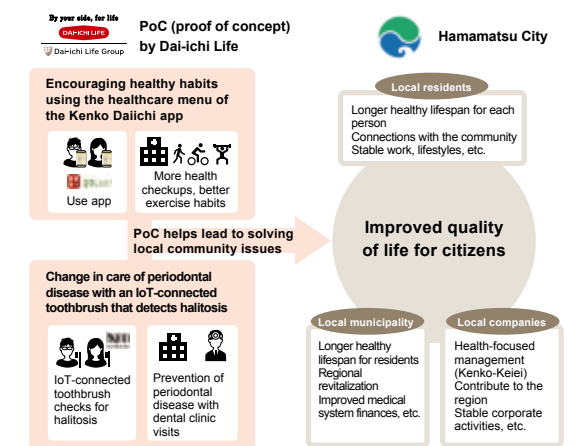 By your side, for life
DAI-ICHI LIFE
Dai-ichi Life Group
PoC (proof of concept)
by Dai-ichi Life
Hamamatsu City
Encouraging healthy habits
using the healthcare menu of
the Kenko Daiichi app
Use app
More health
checkups, better
exercise habits
PoC helps lead to solving
local community issues
Change in care of periodontal
disease with an IoT-connected
toothbrush that detects halitosis
IoT-connected
toothbrush
checks for
halitosis
Prevention of
periodontal
disease with
dental clinic
visits
Local residents
Longer healthy lifespan for each
person
Connections with the community
Stable work, lifestyles, etc.
Improved quality
of life for citizens
Local municipality
Longer healthy
lifespan for residents
Regional
revitalization
Improved medical
system finances, etc.
Local companies
Health-focused
management
(Kenko-Keiei)
Contribute to the
region
Stable corporate
activities, etc.